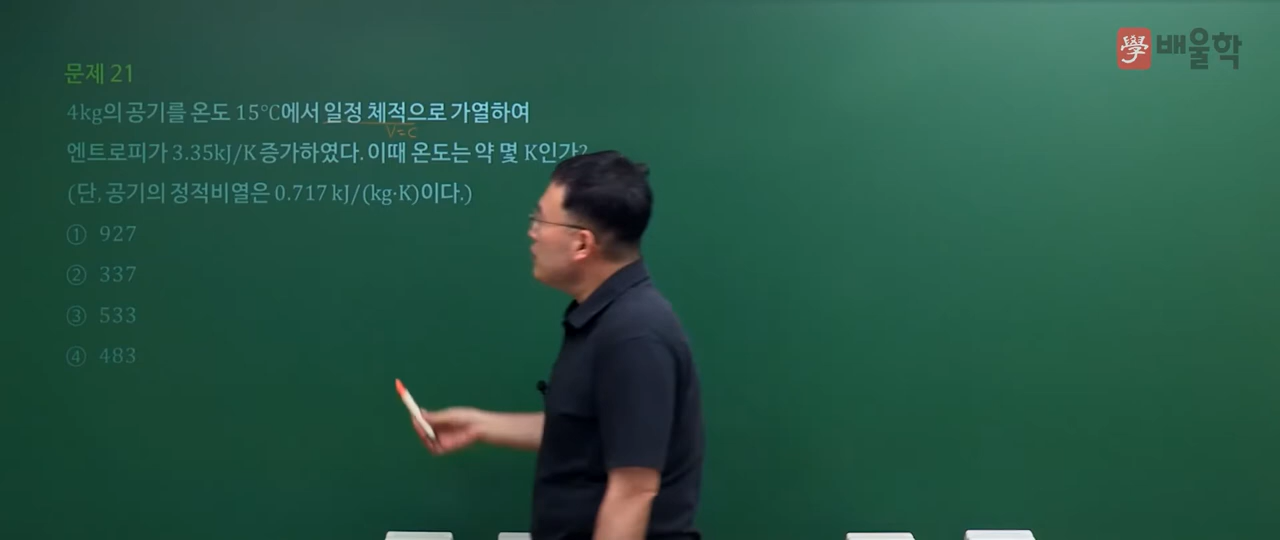 學 배울학
문제 21
4kg의 공기를 온도 15℃에서 일정 체적으로 가열하여
V=C
엔트로피가 3.35kJ/K 증가하였다. 이때 온도는 약 몇 K인가?
(단, 공기의 정적비열은 0.717 kJ/(kg·K)이다.)
① 927
② 337
③ 533
④ 483